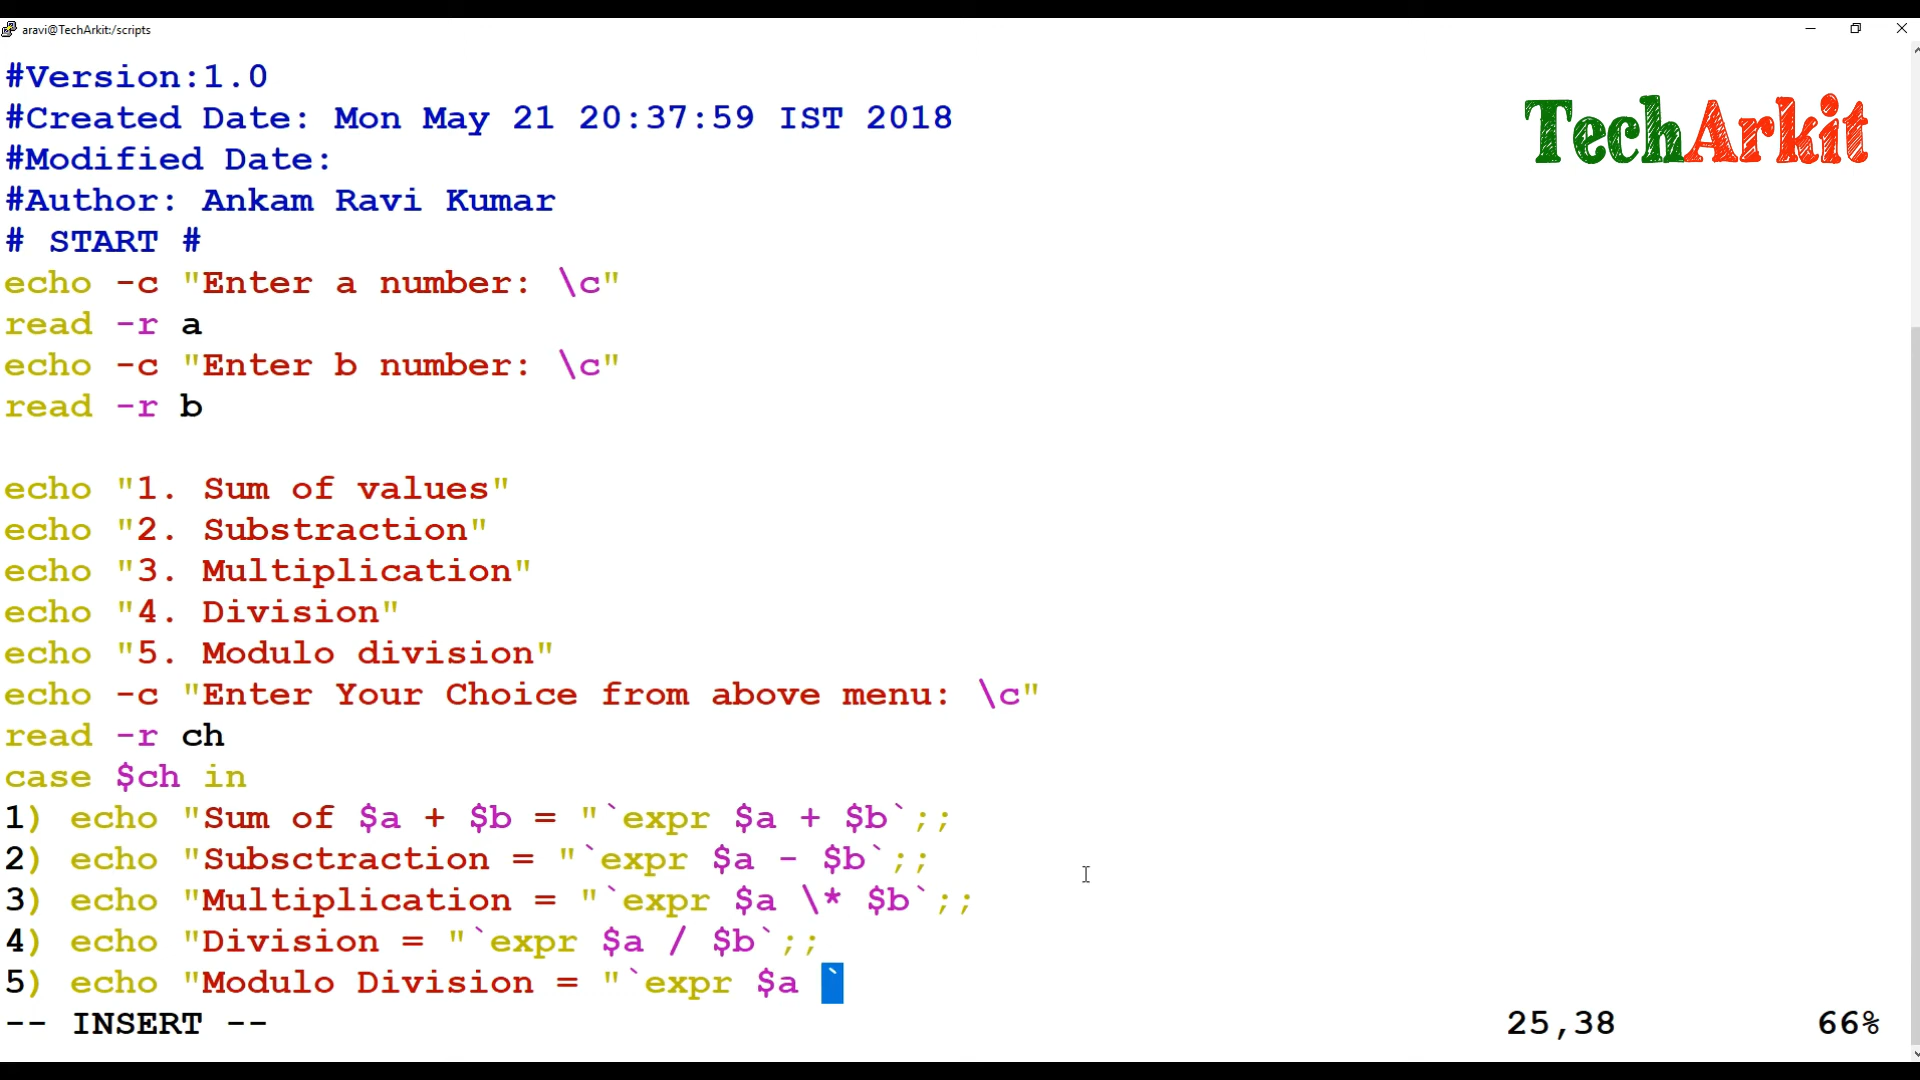 aravi@TechArkit:/scripts
#Version:1.0
#Created Date: Mon May 21 20:37:59 IST 2018
#Modified Date:
#Author: Ankam Ravi Kumar
# START #
echo -c "Enter a number: \c"
read -r a
echo -c "Enter b number: \c"
read -r b
echo "1. Sum of values"
echo "2. Substraction"
echo "3. Multiplication"
echo "4. Division"
echo "5. Modulo division"
echo -c "Enter Your Choice from above menu: \c"
read -r ch
case $ch in
1) echo "Sum of $a + $b = "`expr $a + $b`;;
2) echo "Subsctraction = "`expr $a - $b`;;
3) echo "Multiplication = "`expr $a \* $b`;;
4) echo "Division = "`expr $a / $b`;;
5) echo "Modulo Division = "`expr $a `
-- INSERT -- 25,38 66%
TechArkit